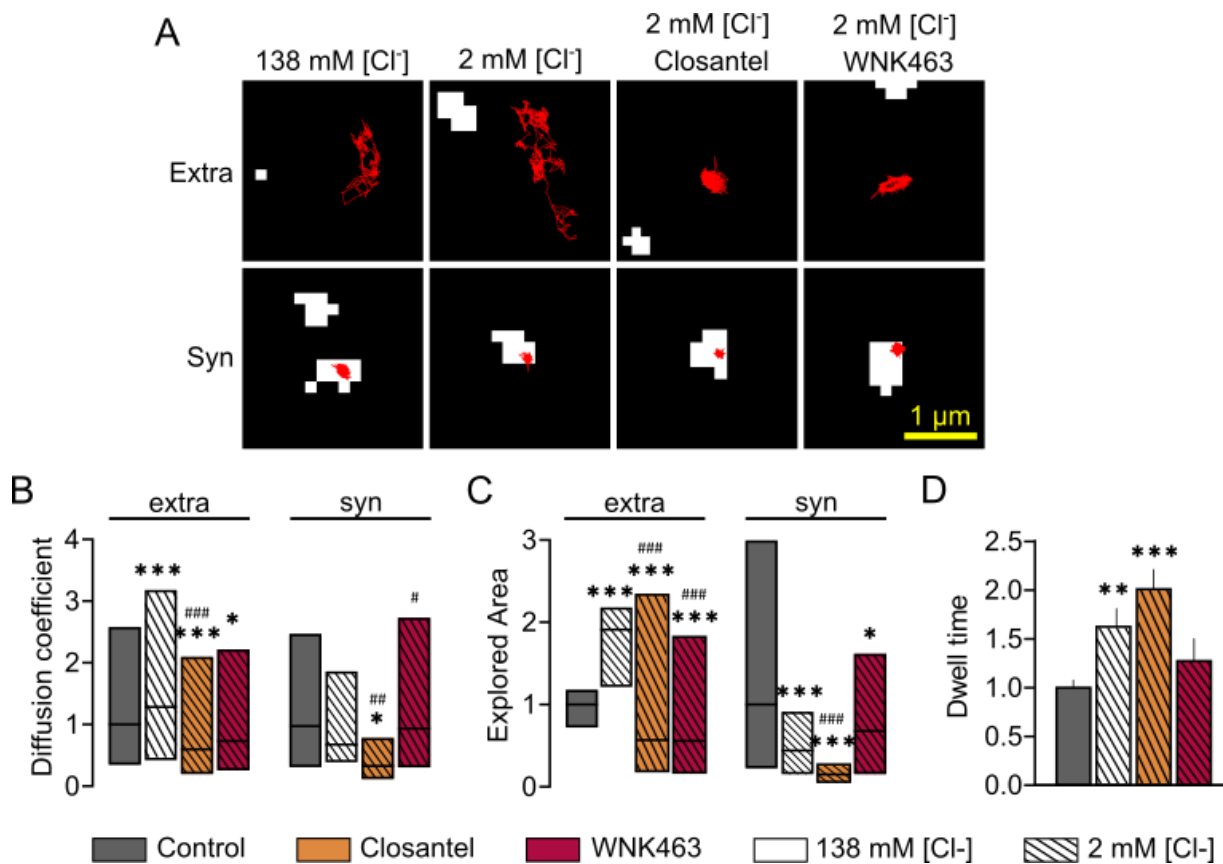 A
138 mM [Cl⁻]
2 mM [Cl⁻]
2 mM [Cl⁻]
Closantel
2 mM [Cl⁻]
WNK463
Extra
Syn
1 µm
B
extra
syn
Diffusion coefficient
4
3
2
1
0
***
###
***
*
##
*
#
C
extra
syn
Explored Area
3
2
1
0
***
###
***
###
***
***
###
***
*
D
Dwell time
2.5
2.0
1.5
1.0
0.5
0.0
**
***
Control
Closantel
WNK463
138 mM [Cl-]
2 mM [Cl-]